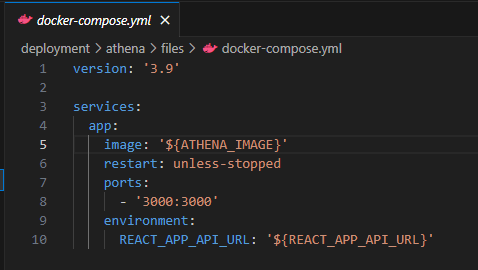 docker-compose.yml ×
deployment > athena > files > docker-compose.yml
1 version: '3.9'
2
3 services:
4   app:
5     image: '${ATHENA_IMAGE}'
6     restart: unless-stopped
7     ports:
8       - '3000:3000'
9     environment:
10       REACT_APP_API_URL: '${REACT_APP_API_URL}'